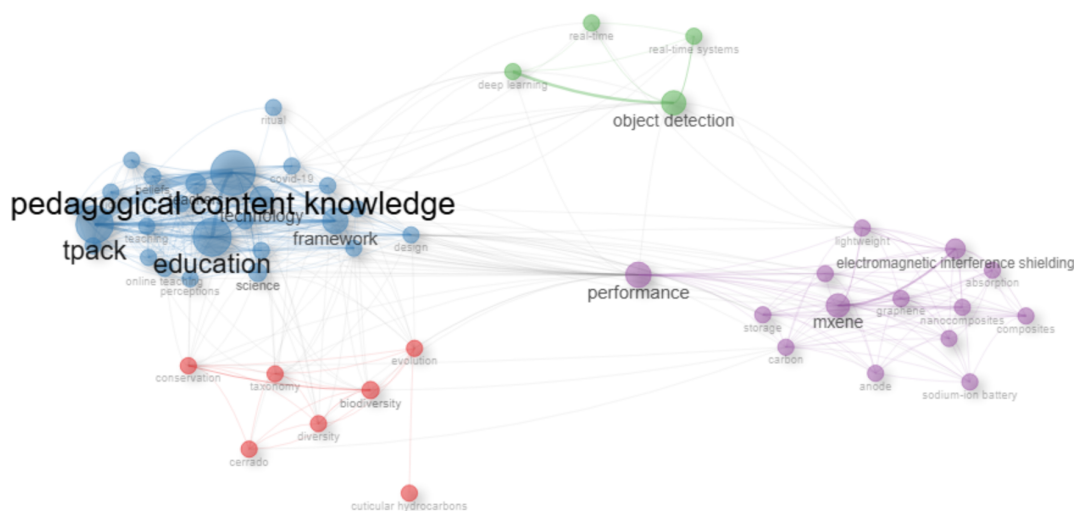 real-time
real-time systems
deep learning
object detection
ritual
covid-19
beliefs
pedagogical content knowledge
technology
teaching
framework
design
tpack
education
online teaching
science
perceptions
lightweight
electromagnetic interference shielding
absorption
performance
graphene
storage
mxene
nanocomposites
composites
carbon
evolution
conservation
taxonomy
anode
sodium-ion battery
biodiversity
diversity
cerrado
cuticular hydrocarbons